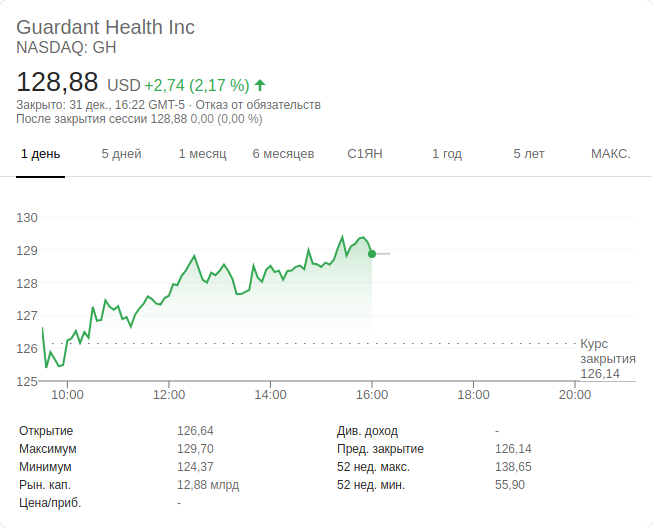 Guardant Health Inc
NASDAQ: GH
128,88 USD +2,74 (2,17 %)
Закрыто: 31 дек., 16:22 GMT-5 · Отказ от обязательств
После закрытия сессии 128,88 0,00 (0,00 %)
1 день 5 дней 1 месяц 6 месяцев С1ЯН 1 год 5 лет МАКС.
130
129
128
127
126
125
Курс
закрытия
126,14
10:00 12:00 14:00 16:00 18:00 20:00
Открытие 126,64 Див. доход -
Максимум 129,70 Пред. закрытие 126,14
Минимум 124,37 52 нед. макс. 138,65
Рын. кап. 12,88 млрд 52 нед. мин. 55,90
Цена/приб. -